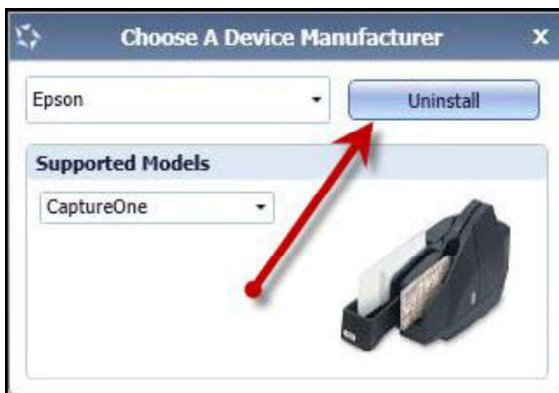 Choose A Device Manufacturer X
Epson
Uninstall
Supported Models
CaptureOne